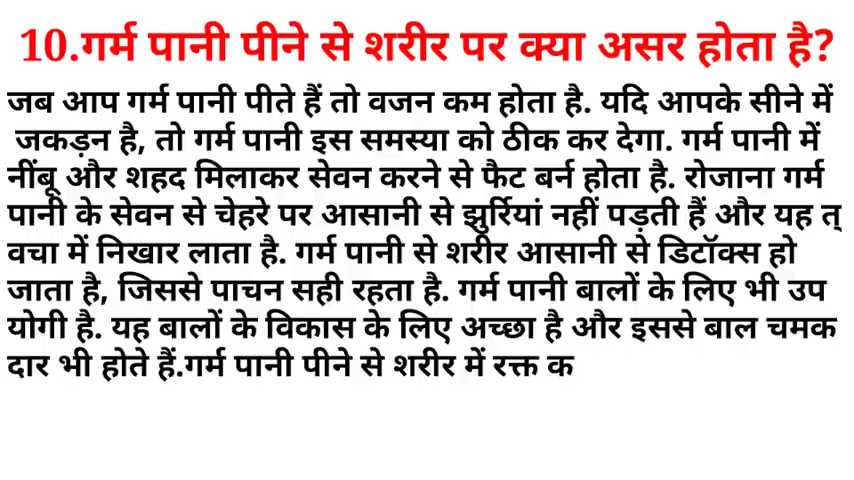 10.गर्म पानी पीने से शरीर पर क्या असर होता है?
जब आप गर्म पानी पीते हैं तो वजन कम होता है. यदि आपके सीने में
जकड़न है, तो गर्म पानी इस समस्या को ठीक कर देगा. गर्म पानी में
नींबू और शहद मिलाकर सेवन करने से फैट बर्न होता है. रोजाना गर्म
पानी के सेवन से चेहरे पर आसानी से झुर्रियां नहीं पड़ती हैं और यह त्
वचा में निखार लाता है. गर्म पानी से शरीर आसानी से डिटॉक्स हो
जाता है, जिससे पाचन सही रहता है. गर्म पानी बालों के लिए भी उप
योगी है. यह बालों के विकास के लिए अच्छा है और इससे बाल चमक
दार भी होते हैं.गर्म पानी पीने से शरीर में रक्त क